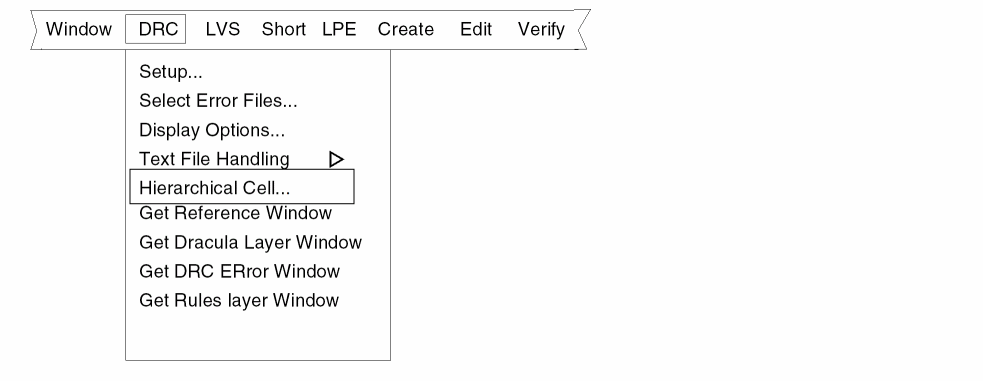 Window DRC LVS Short LPE Create Edit Verify
Setup...
Select Error Files...
Display Options...
Text File Handling
Hierarchical Cell...
Get Reference Window
Get Dracula Layer Window
Get DRC ERror Window
Get Rules layer Window